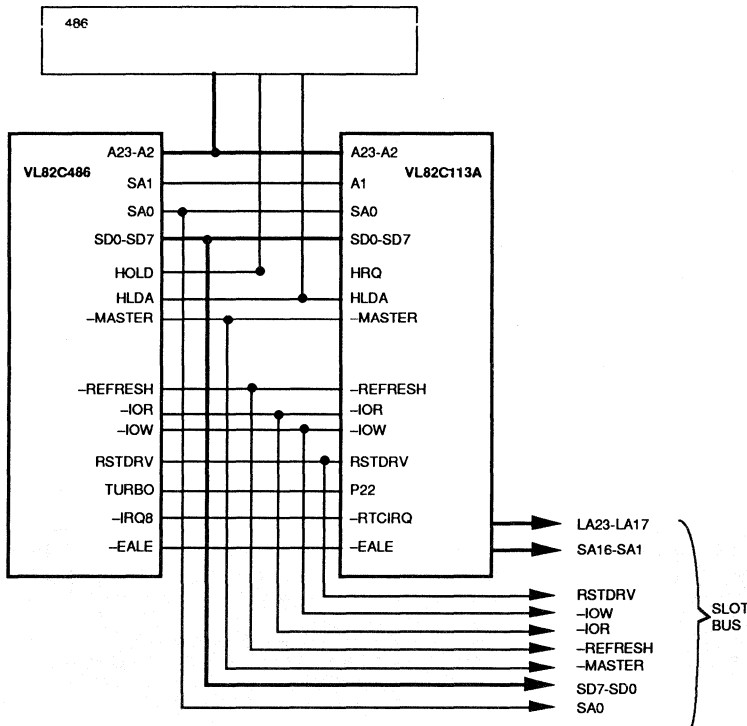 486
VL82C486
A23-A2
SA1
SA0
SD0-SD7
HOLD
HLDA
–MASTER
–REFRESH
–IOR
–IOW
RSTDRV
TURBO
–IRQ8
–EALE
VL82C113A
A23-A2
A1
SA0
SD0-SD7
HRQ
HLDA
–MASTER
–REFRESH
–IOR
–IOW
RSTDRV
P22
–RTCIRQ
–EALE
LA23-LA17
SA16-SA1
RSTDRV
–IOW
–IOR
–REFRESH
–MASTER
SD7-SD0
SA0
SLOT
BUS